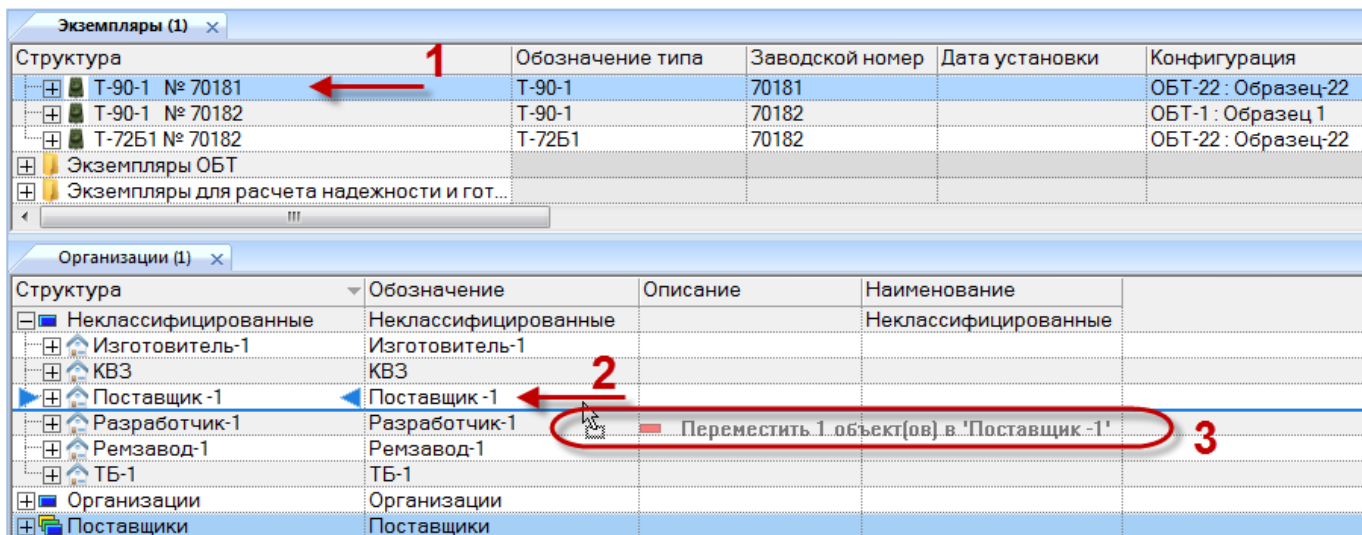 Экземпляры (1)
Структура Обозначение типа Заводской номер Дата установки Конфигурация
1
Т-90-1 № 70181 Т-90-1 70181 ОБТ-22 : Образец-22
Т-90-1 № 70182 Т-90-1 70182 ОБТ-1 : Образец 1
Т-72Б1 № 70182 Т-72Б1 70182 ОБТ-22 : Образец-22
Экземпляры ОБТ
Экземпляры для расчета надежности и гот...
Организации (1)
Структура Обозначение Описание Наименование
Неклассифицированные Неклассифицированные Неклассифицированные
Изготовитель-1 Изготовитель-1
КВЗ КВЗ
2
Поставщик -1 Поставщик -1
Разработчик-1 Разработчик-1 Переместить 1 объект(ов) в 'Поставщик -1' 3
Ремзавод-1 Ремзавод-1
ТБ-1 ТБ-1
Организации Организации
Поставщики Поставщики